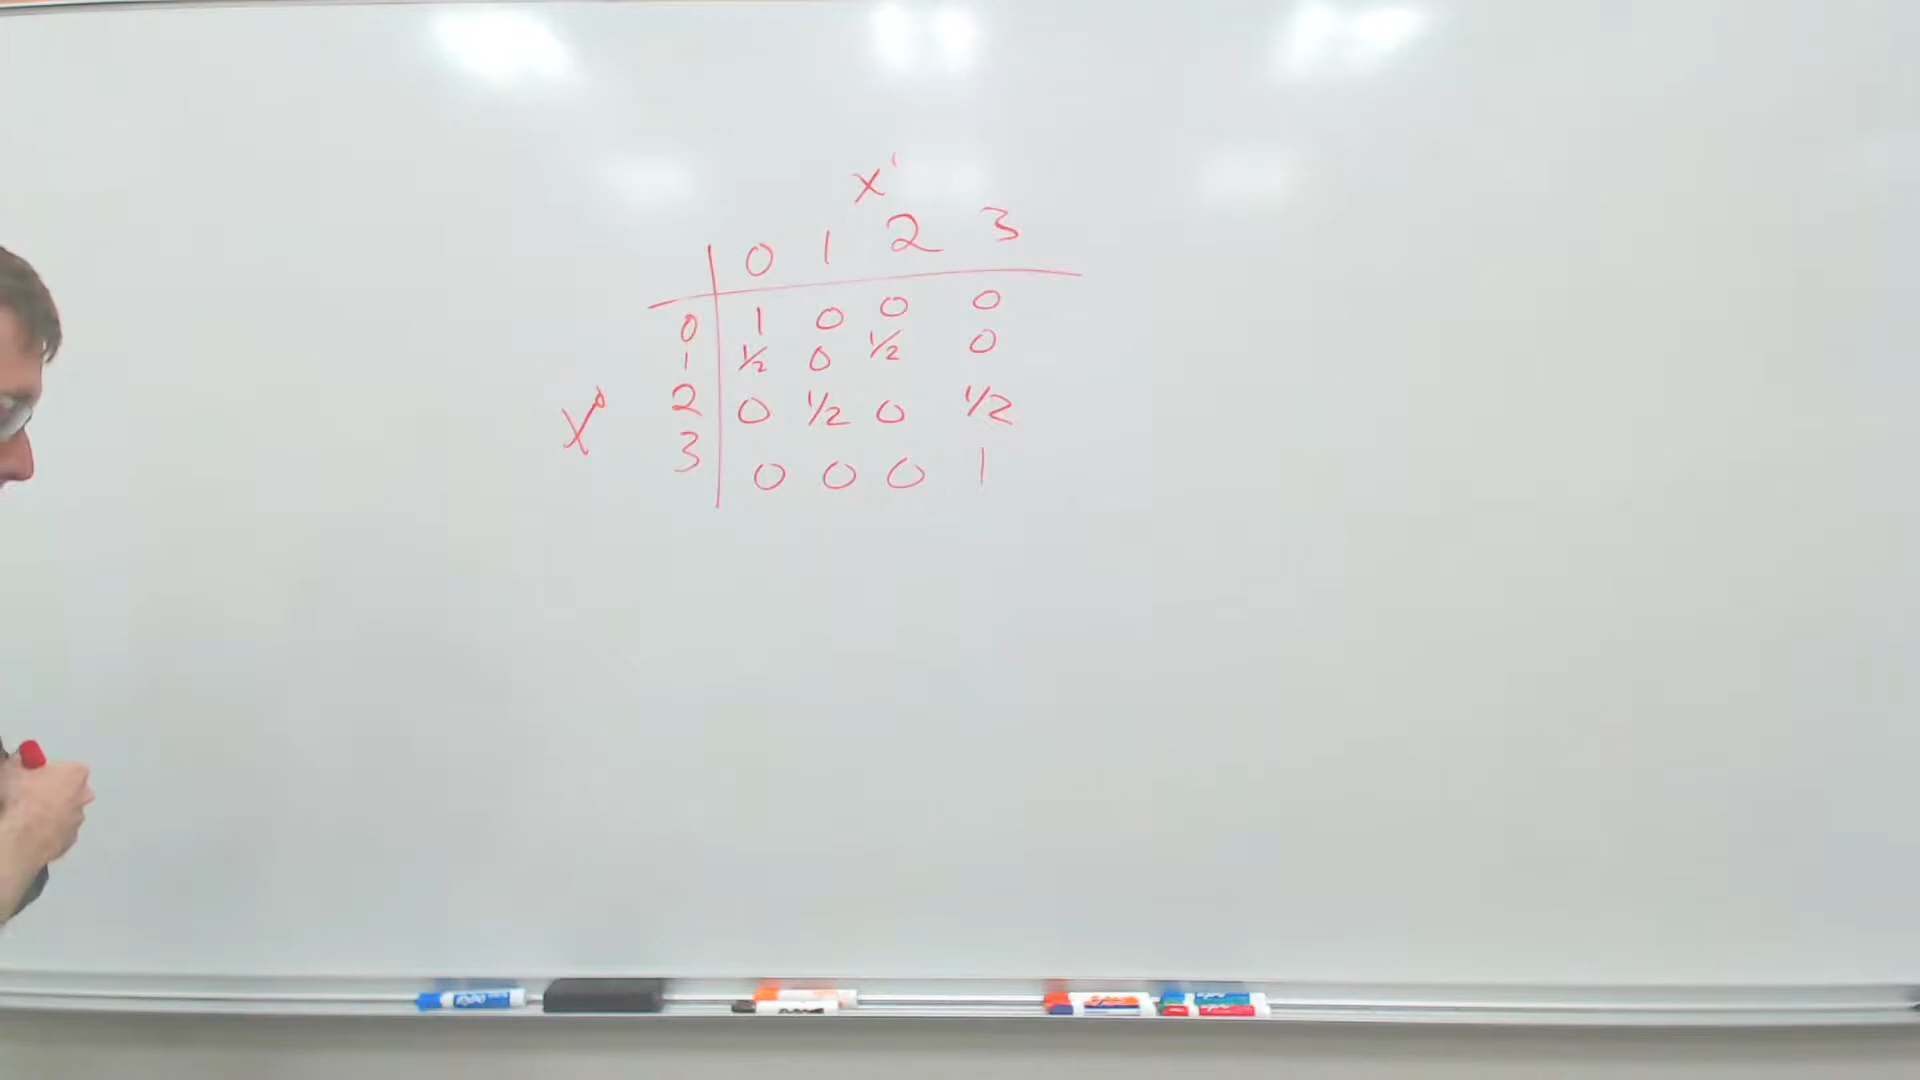 X¹
0 1 2 3
0 1 0 0 0
1 ½ 0 ½ 0
2 0 ½ 0 ½
X⁰
3 0 0 0 1